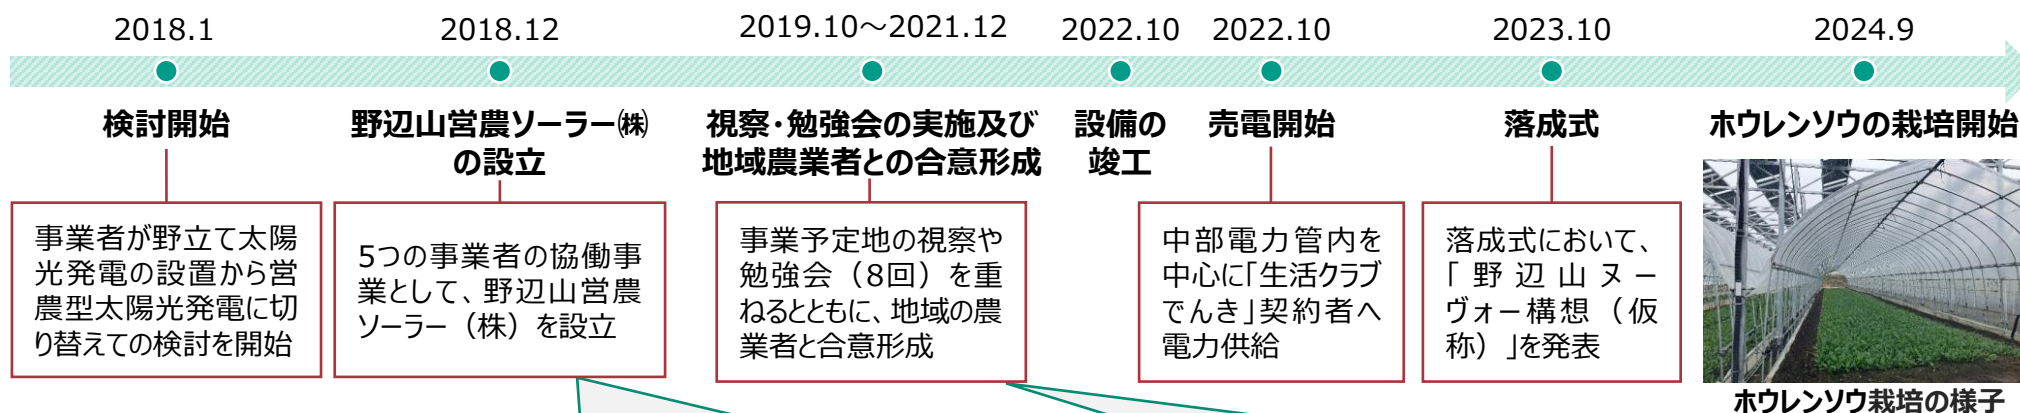 2018.1
2018.12
2019.10～2021.12
2022.10
2022.10
2023.10
2024.9
検討開始
野辺山営農ソーラー㈱
の設立
視察・勉強会の実施及び
地域農業者との合意形成
設備の
竣工
売電開始
落成式
ホウレンソウの栽培開始
事業者が野立て太陽
光発電の設置から営
農型太陽光発電に切
り替えての検討を開始
5つの事業者の協働事
業として、野辺山営農
ソーラー（株）を設立
事業予定地の視察や
勉強会（8回）を重
ねるとともに、地域の農
業者と合意形成
中部電力管内を
中心に「生活クラブ
でんき」契約者へ
電力供給
落成式において、
「野辺山ヌー
ヴォー構想（仮
称）」を発表
ホウレンソウ栽培の様子